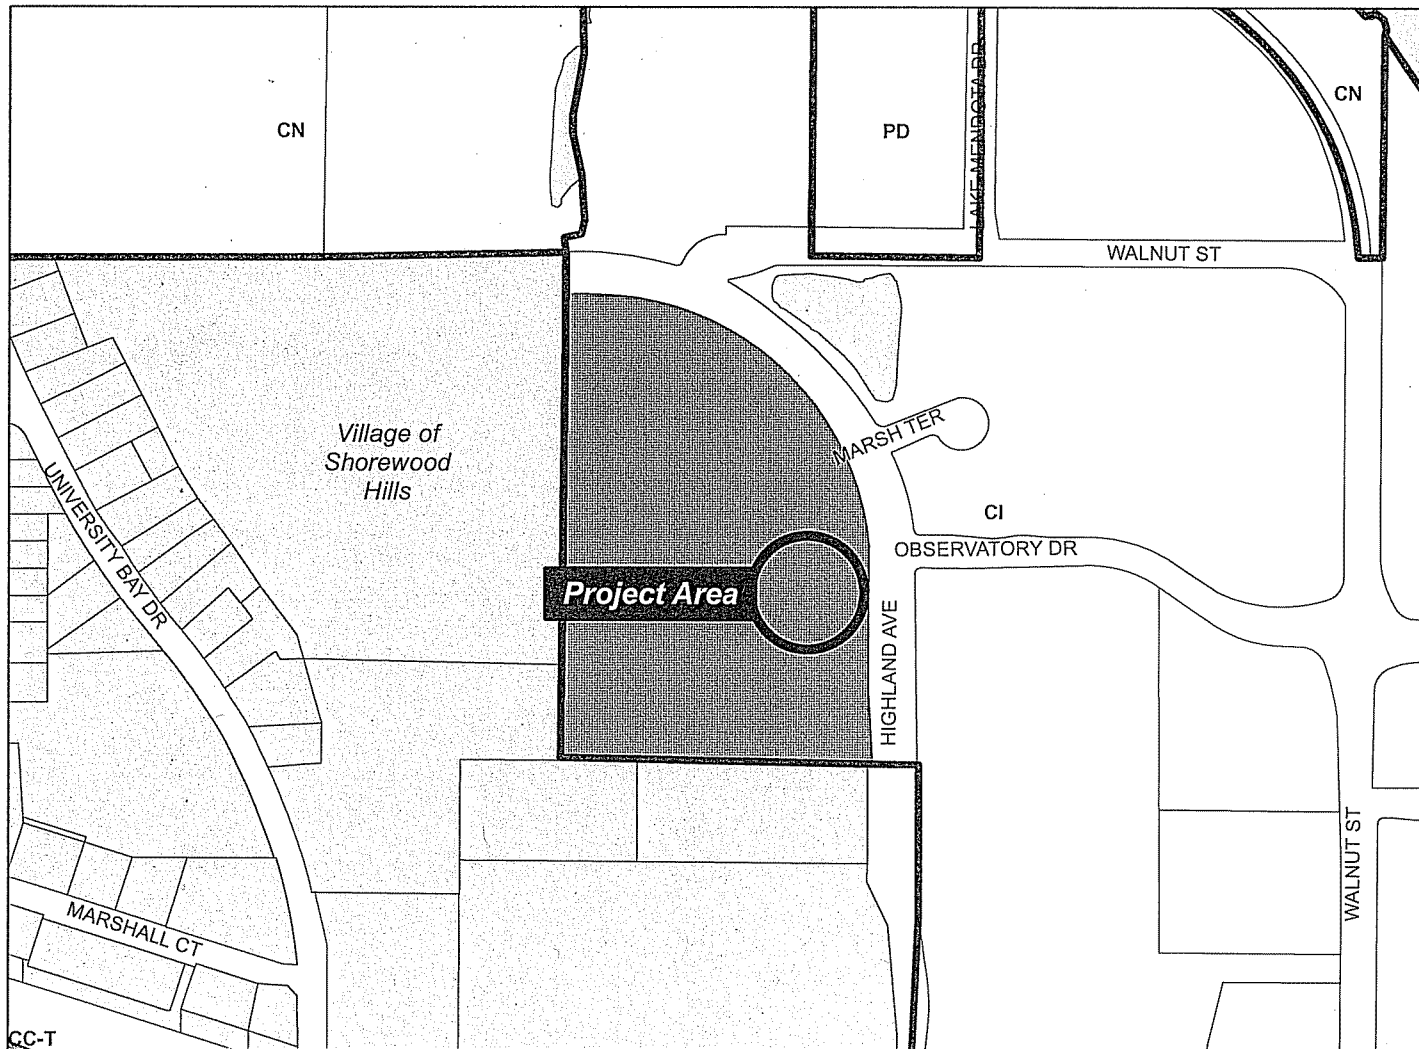 CN
PD
LAKE MENDOTA DR
CN
WALNUT ST
Village of
Shorewood
Hills
MARSH TER
UNIVERSITY BAY DR
CI
OBSERVATORY DR
Project Area
HIGHLAND AVE
WALNUT ST
MARSHALL CT
CC-T